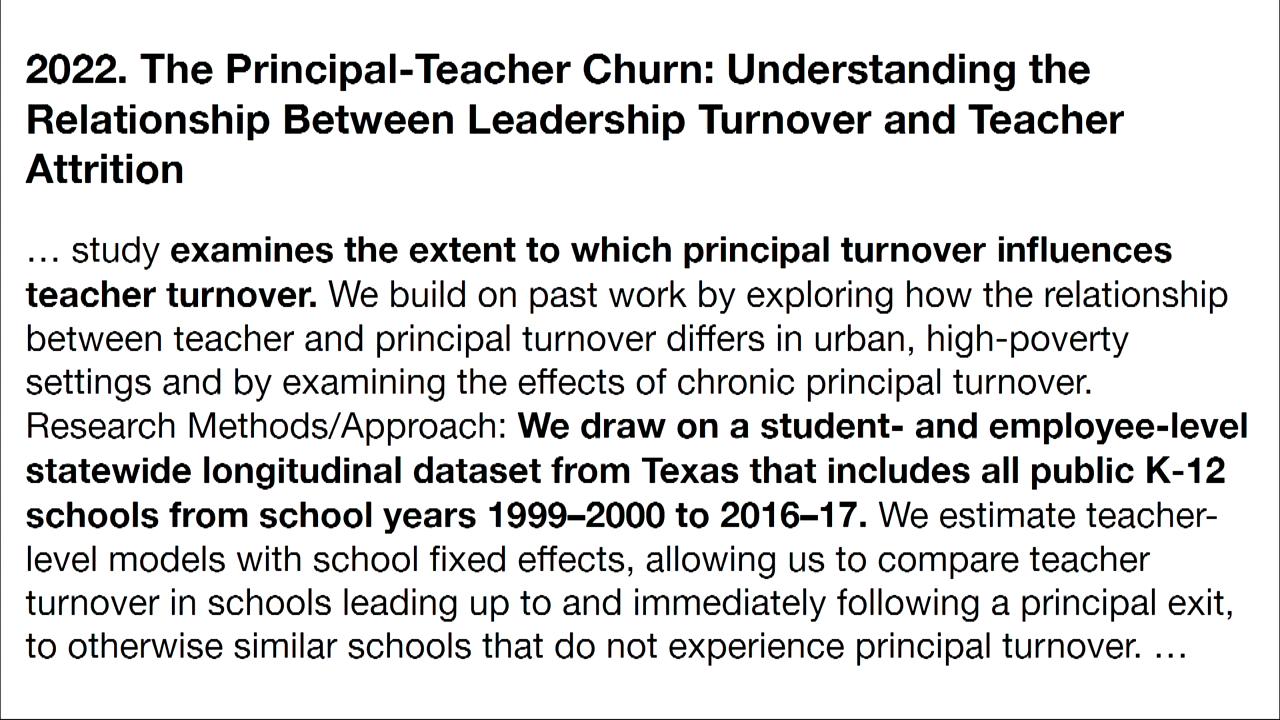 2022. The Principal-Teacher Churn: Understanding the
Relationship Between Leadership Turnover and Teacher
Attrition
… study examines the extent to which principal turnover influences
teacher turnover. We build on past work by exploring how the relationship
between teacher and principal turnover differs in urban, high-poverty
settings and by examining the effects of chronic principal turnover.
Research Methods/Approach: We draw on a student- and employee-level
statewide longitudinal dataset from Texas that includes all public K-12
schools from school years 1999–2000 to 2016–17. We estimate teacher-
level models with school fixed effects, allowing us to compare teacher
turnover in schools leading up to and immediately following a principal exit,
to otherwise similar schools that do not experience principal turnover. …